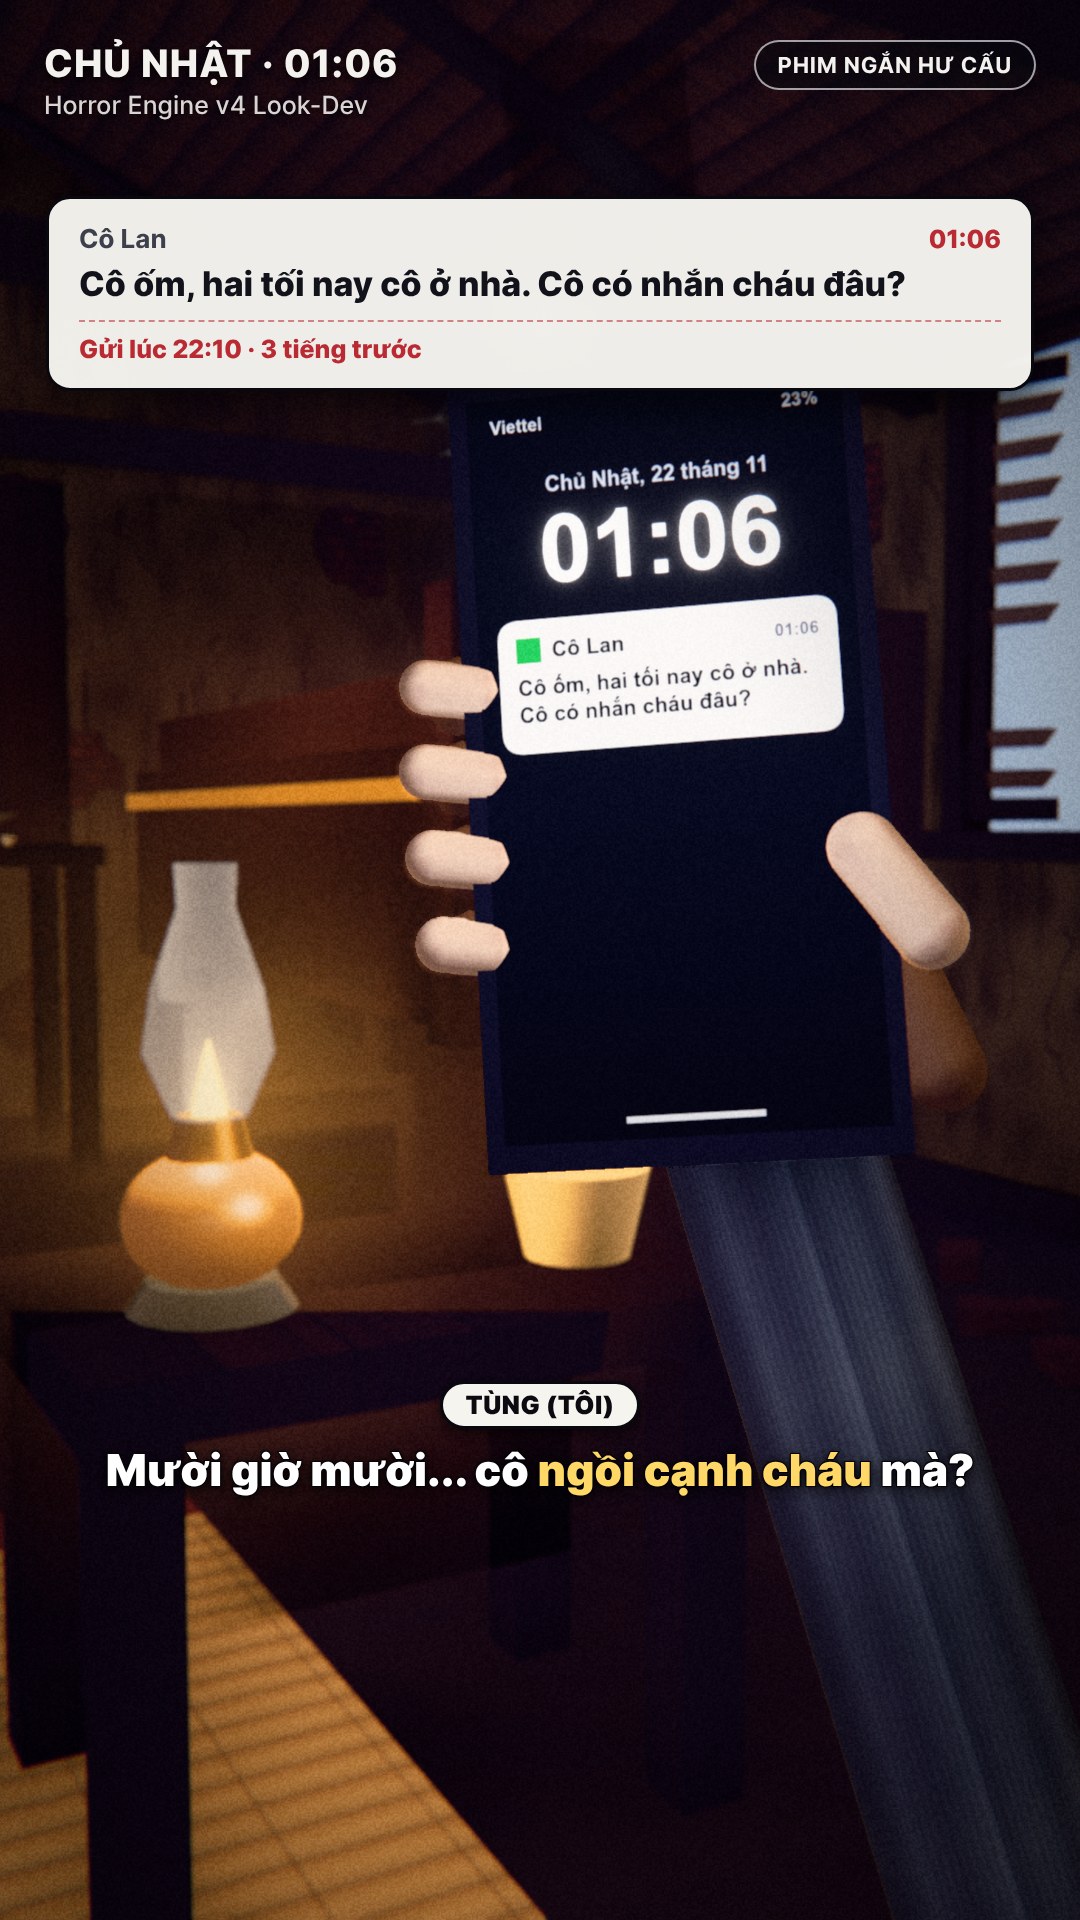 CHỦ NHẬT · 01:06
Horror Engine v4 Look-Dev
PHIM NGẮN HƯ CẤU
Cô Lan
01:06
Cô ốm, hai tối nay cô ở nhà. Cô có nhắn cháu đâu?
Gửi lúc 22:10 · 3 tiếng trước
23%
Viettel
Chủ Nhật, 22 tháng 11
01:06
Cô Lan
01:06
Cô ốm, hai tối nay cô ở nhà.
Cô có nhắn cháu đâu?
TÙNG (TÔI)
Mười giờ mười... cô ngồi cạnh cháu mà?